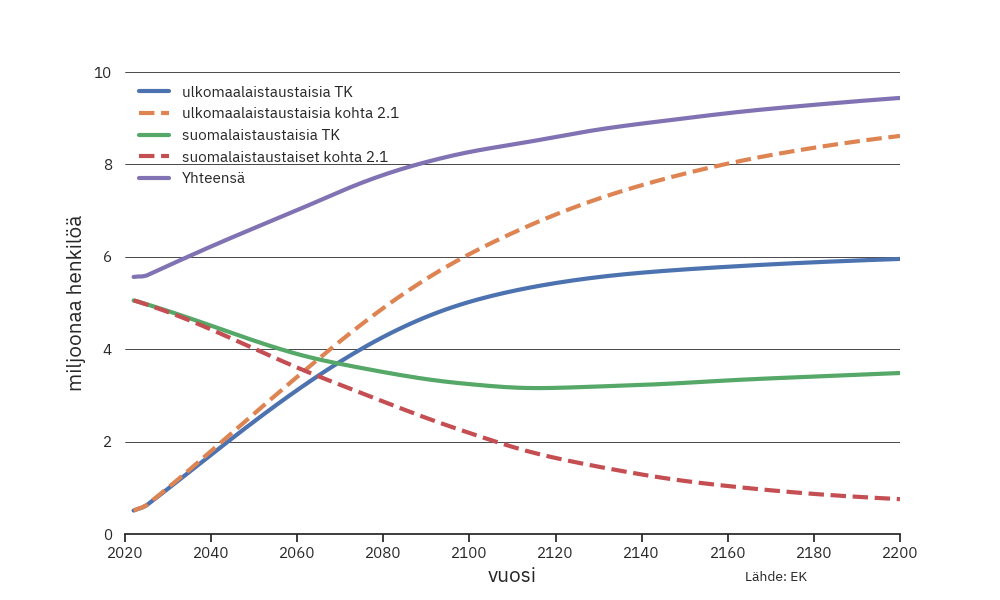 ulkomaalaistaustaisia TK
ulkomaalaistaustaisia kohta 2.1
suomalaistaustaisia TK
suomalaistaustaiset kohta 2.1
Yhteensä
miljoonaa henkilöä
10
8
6
4
2
0
2020 2040 2060 2080 2100 2120 2140 2160 2180 2200
vuosi
Lähde: EK